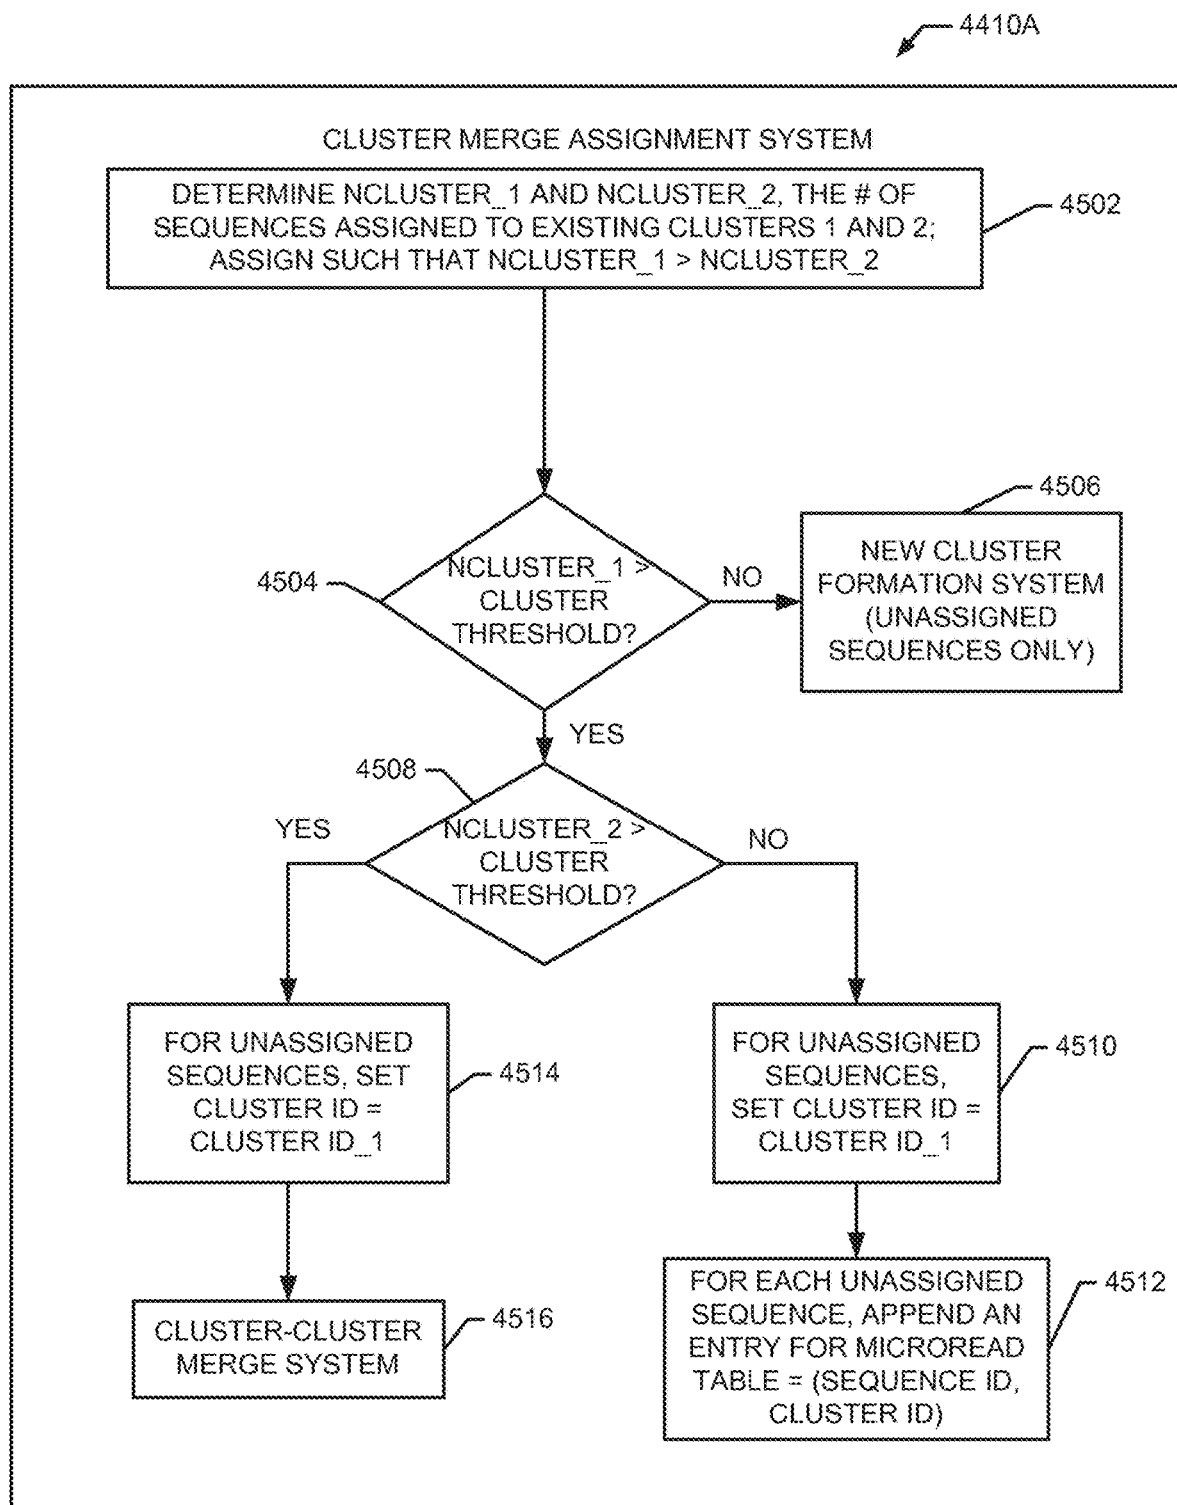 4410A
CLUSTER MERGE ASSIGNMENT SYSTEM
DETERMINE NCLUSTER_1 AND NCLUSTER_2, THE # OF
SEQUENCES ASSIGNED TO EXISTING CLUSTERS 1 AND 2;
ASSIGN SUCH THAT NCLUSTER_1 > NCLUSTER_2
4502
4504
NCLUSTER_1 >
CLUSTER
THRESHOLD?
NO
4506
NEW CLUSTER
FORMATION SYSTEM
(UNASSIGNED
SEQUENCES ONLY)
YES
4508
NCLUSTER_2 >
CLUSTER
THRESHOLD?
YES
NO
FOR UNASSIGNED
SEQUENCES, SET
CLUSTER ID =
CLUSTER ID_1
4514
FOR UNASSIGNED
SEQUENCES,
SET CLUSTER ID =
CLUSTER ID_1
4510
CLUSTER-CLUSTER
MERGE SYSTEM
4516
FOR EACH UNASSIGNED
SEQUENCE, APPEND AN
ENTRY FOR MICROREAD
TABLE = (SEQUENCE ID,
CLUSTER ID)
4512